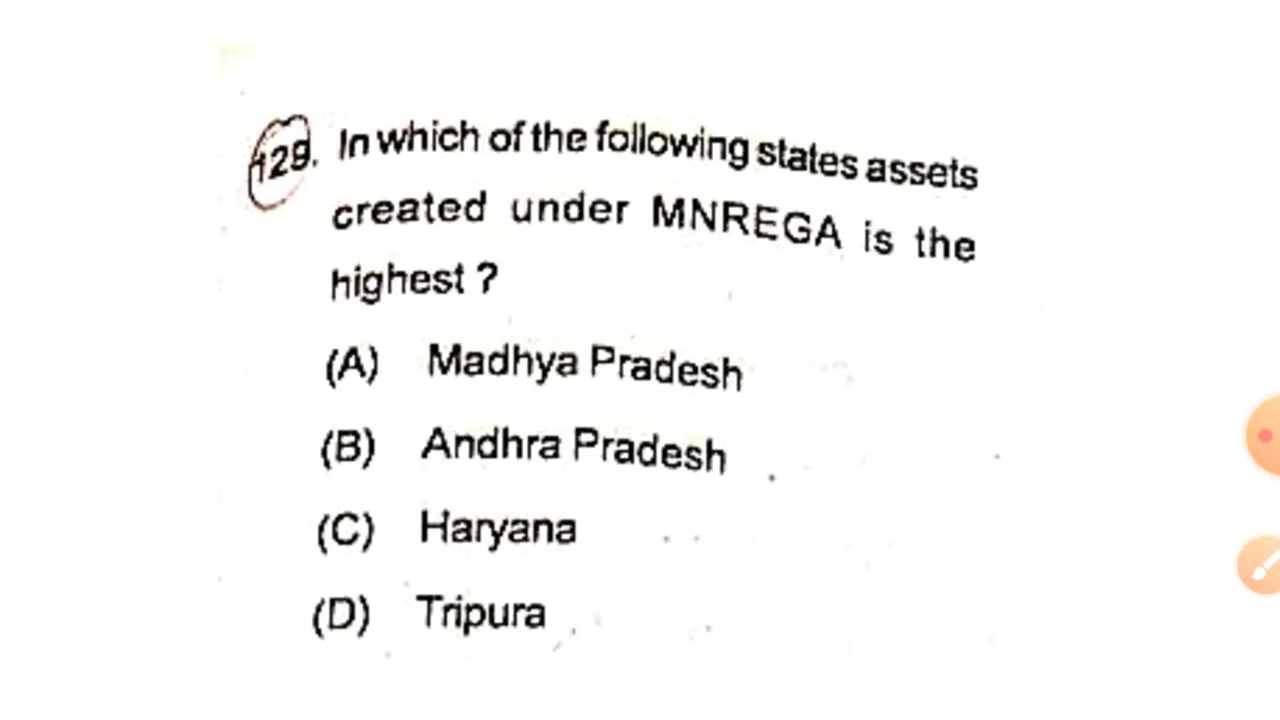 129. In which of the following states assets
created under MNREGA is the
highest ?
(A) Madhya Pradesh
(B) Andhra Pradesh
(C) Haryana
(D) Tripura